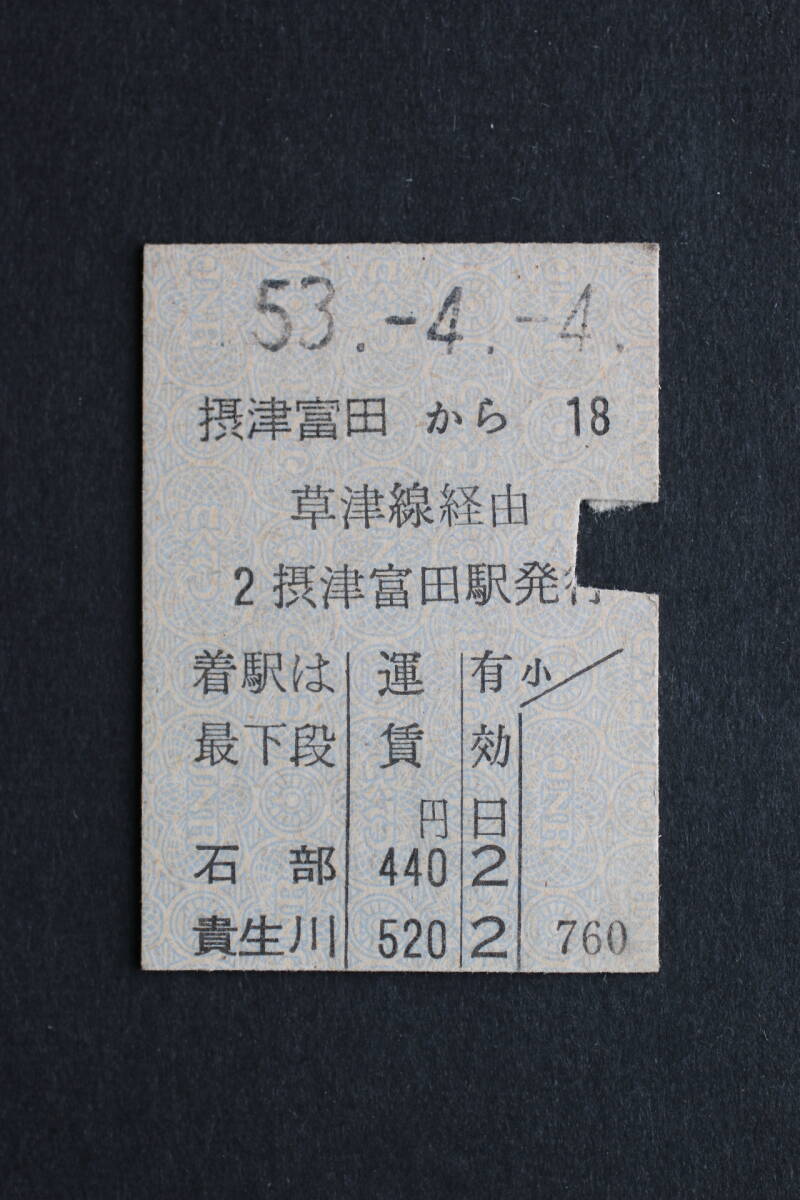 53.-4.-4.
摂津富田 から 18
草津線経由
2 摂津富田駅発行
着駅は 運 有 小
最下段 賃 効
円 日
石部 440 2
貴生川 520 2 760